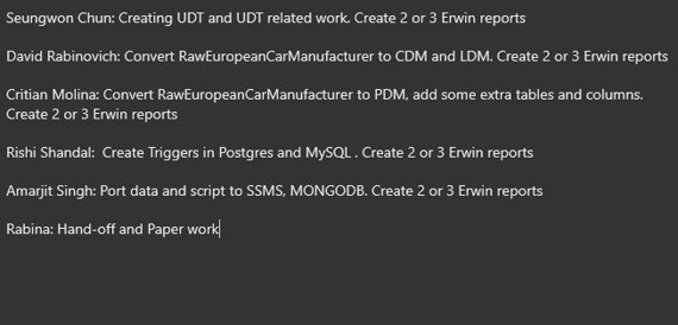 Seungwon Chun: Creating UDT and UDT related work. Create 2 or 3 Erwin reports
David Rabinovich: Convert RawEuropeanCarManufacturer to CDM and LDM. Create 2 or 3 Erwin reports
Critian Molina: Convert RawEuropeanCarManufacturer to PDM, add some extra tables and columns.
Create 2 or 3 Erwin reports
Rishi Shandal:  Create Triggers in Postgres and MySQL . Create 2 or 3 Erwin reports
Amarjit Singh: Port data and script to SSMS, MONGODB. Create 2 or 3 Erwin reports
Rabina: Hand-off and Paper work